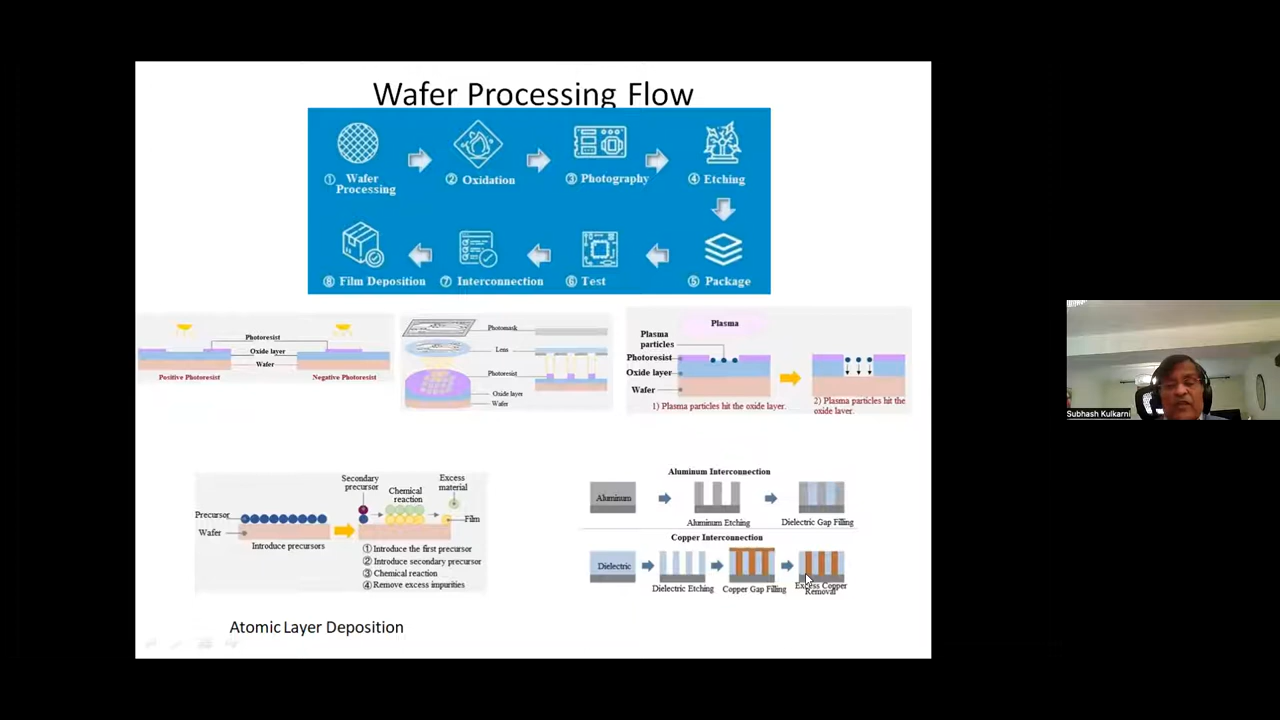 Wafer Processing Flow
① Wafer
Processing
② Oxidation
③ Photography
④ Etching
⑧ Film Deposition
⑦ Interconnection
⑥ Test
⑤ Package
Photoresist
Oxide layer
Wafer
Positive Photoresist
Negative Photoresist
Photomask
Lens
Photoresist
Oxide layer
Wafer
Plasma
Plasma
particles
Photoresist
Oxide layer
Wafer
1) Plasma particles hit the oxide layer.
2) Plasma particles hit the
oxide layer.
Subhash Kulkarni
Secondary
precursor
Chemical
reaction
Excess
material
Precursor
Wafer
Film
Introduce precursors
① Introduce the first precursor
② Introduce secondary precursor
③ Chemical reaction
④ Remove excess impurities
Aluminum Interconnection
Aluminum
Aluminum Etching
Dielectric Gap Filling
Copper Interconnection
Dielectric
Dielectric Etching
Copper Gap Filling
Excess Copper
Removal
Atomic Layer Deposition